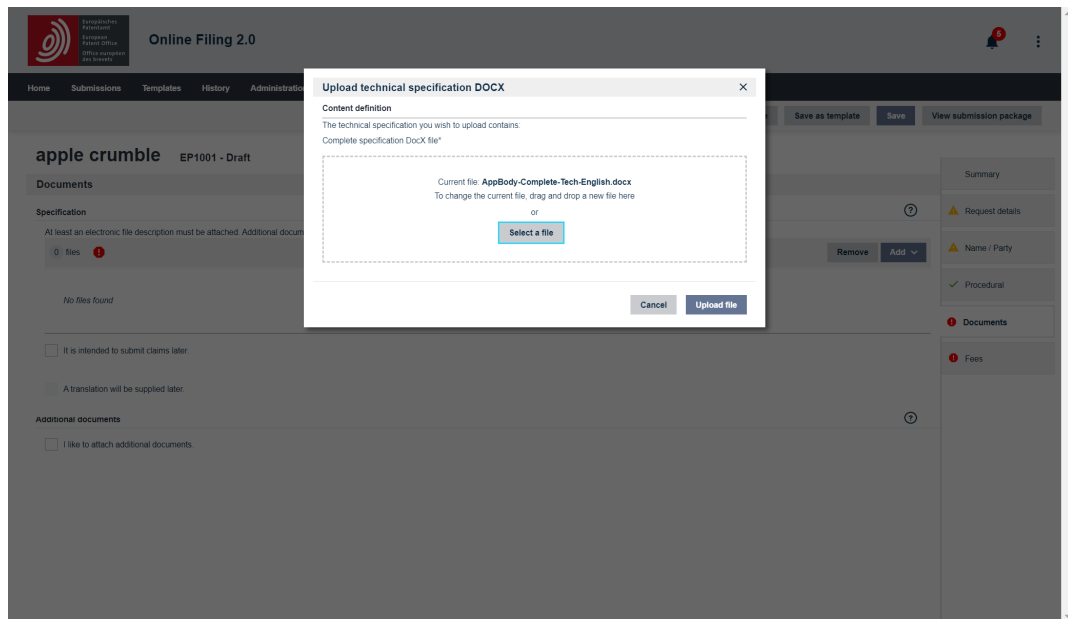 Europäisches
Patentamt
European
Patent Office
Office européen
des brevets
Online Filing 2.0
5
Home Submissions Templates History Administration
Upload technical specification DOCX
Content definition
The technical specification you wish to upload contains:
Complete specification DocX file*
Current file: AppBody-Complete-Tech-English.docx
To change the current file, drag and drop a new file here
or
Select a file
Cancel Upload file
Save as template Save View submission package
apple crumble EP1001 - Draft
Documents
Specification
At least an electronic file description must be attached. Additional docum
0 files
Remove Add
No files found
It is intended to submit claims later.
A translation will be supplied later.
Additional documents
I like to attach additional documents.
Summary
Request details
Name / Party
Procedural
Documents
Fees